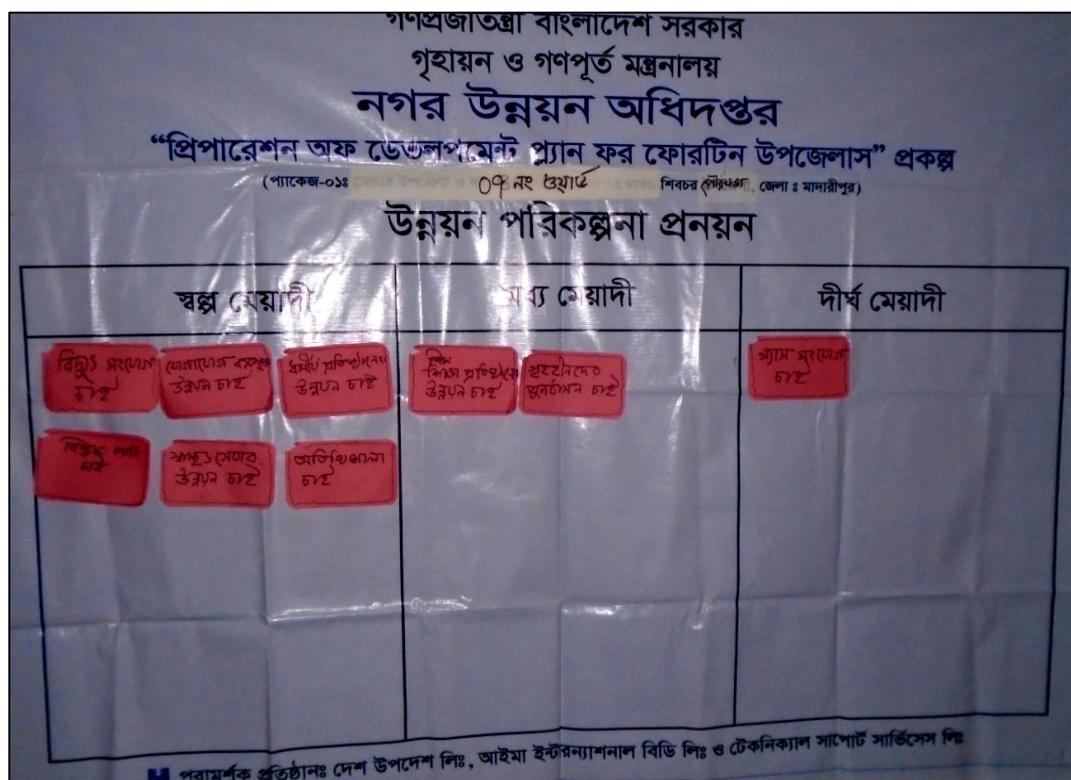 গণপ্রজাতন্ত্রী বাংলাদেশ সরকার
গৃহায়ন ও গণপূর্ত মন্ত্রনালয়
নগর উন্নয়ন অধিদপ্তর
“প্রিপারেশন অফ ডেভলপমেন্ট প্ল্যান ফর ফোরটিন উপজেলাস” প্রকল্প
(প্যাকেজ-০১ঃ ০৭ নং ওয়ার্ড শিবচর পৌরসভা, জেলা ঃ মাদারীপুর)
উন্নয়ন পরিকল্পনা প্রনয়ন
স্বল্প মেয়াদী
মধ্য মেয়াদী
দীর্ঘ মেয়াদী
বিদ্যুৎ সংযোগ
চাই
যোগাযোগ ব্যবস্থার
উন্নয়ন চাই
ধর্মীয় প্রতিষ্ঠানের
উন্নয়ন চাই
শিক্ষা প্রতিষ্ঠানের
উন্নয়ন চাই
গৃহহীনদের
পুনর্বাসন চাই
গ্যাস সংযোগ
চাই
বিশুদ্ধ পানি
চাই
স্বাস্থ্য সেবার
উন্নয়ন চাই
চাই
পরামর্শক প্রতিষ্ঠানঃ দেশ উপদেশ লিঃ, আইমা ইন্টারন্যাশনাল বিডি লিঃ ও টেকনিক্যাল সাপোর্ট সার্ভিসেস লিঃ